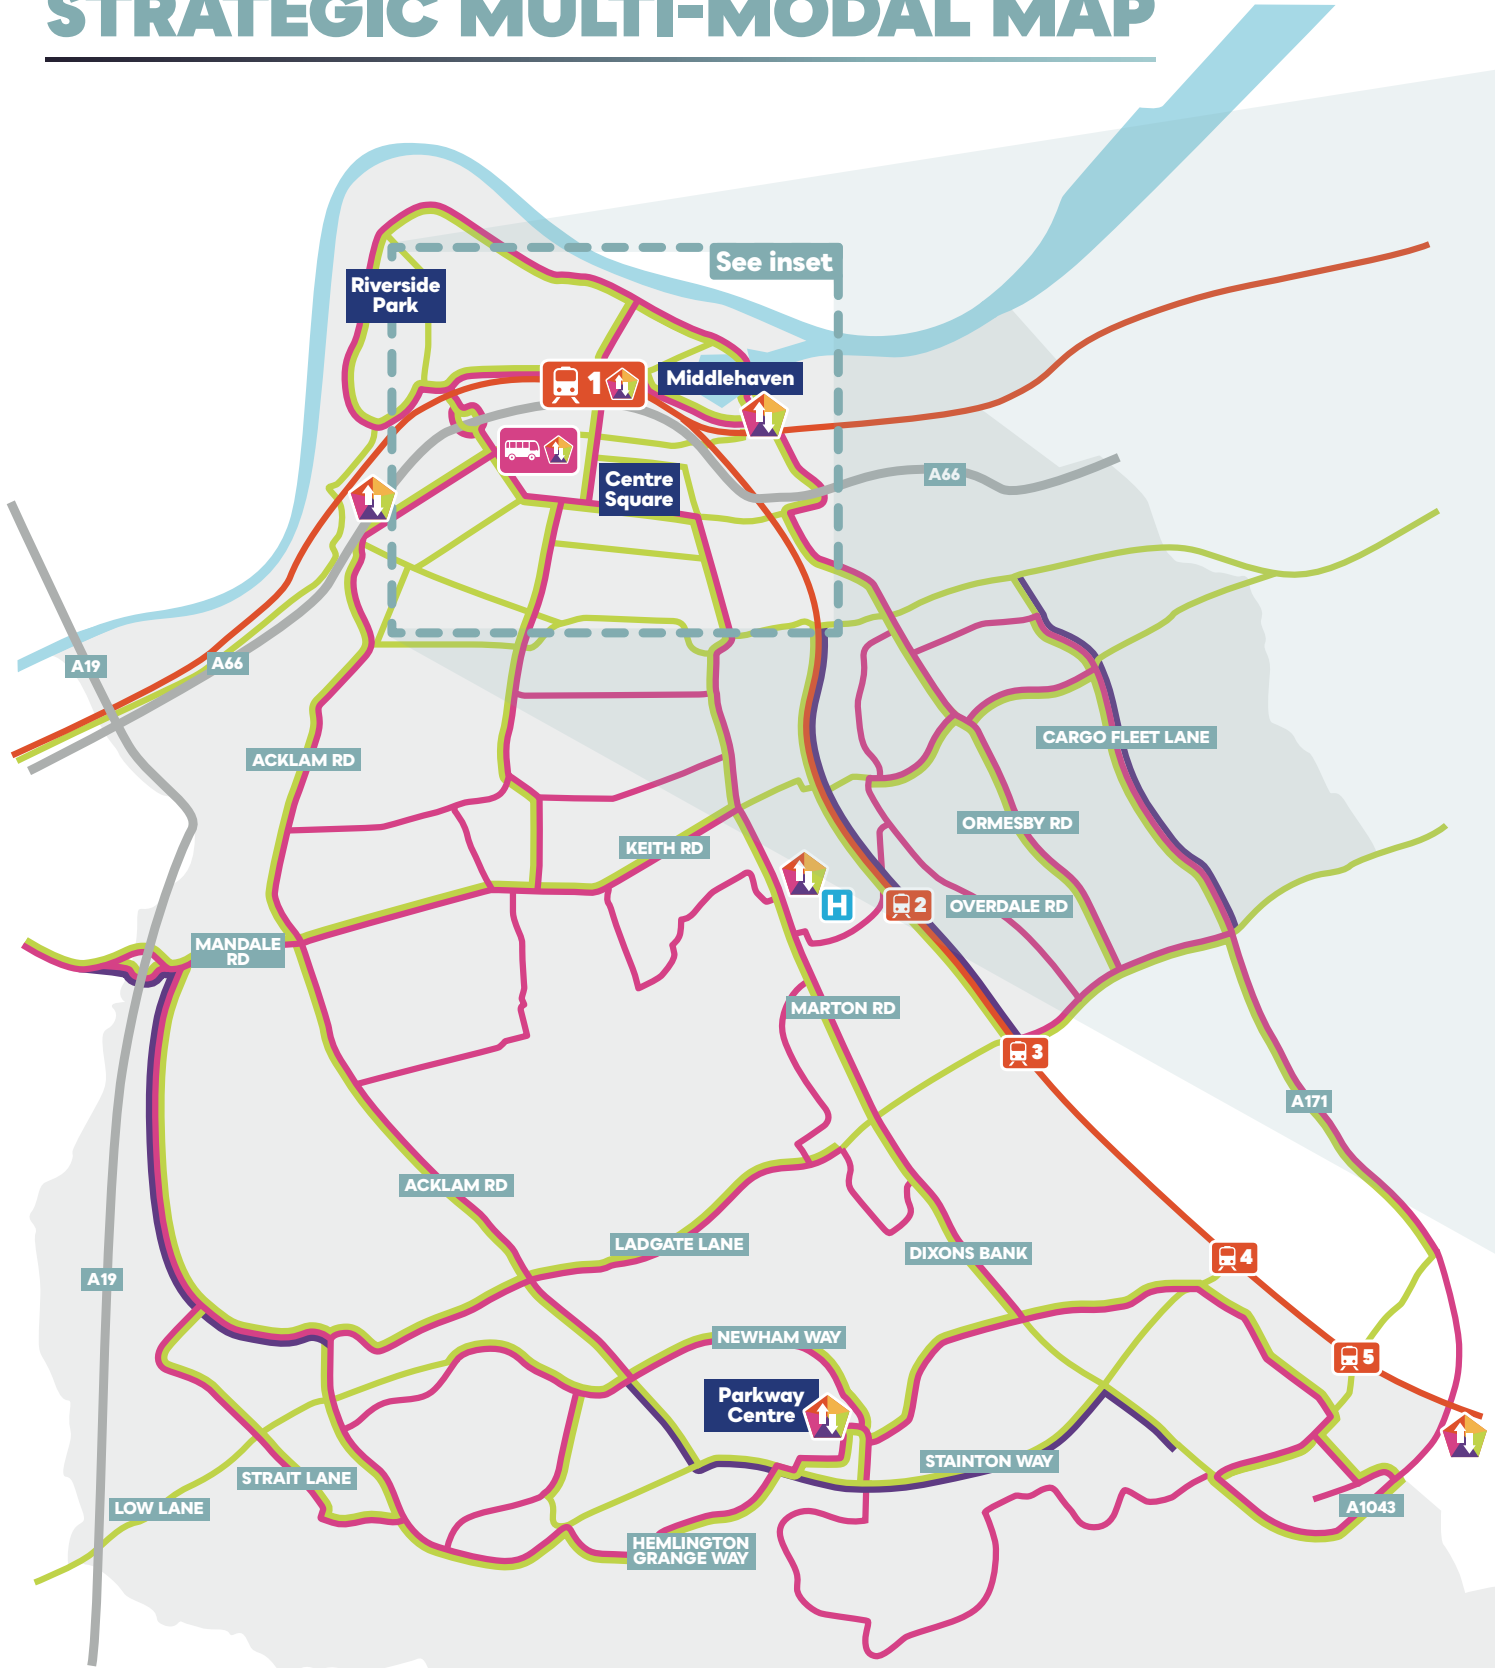 STRATEGIC MULTI-MODAL MAP
See inset
Riverside
Park
1
Middlehaven
Centre
Square
A66
A19
A66
CARGO FLEET LANE
ACKLAM RD
ORMESBY RD
KEITH RD
H
2
OVERDALE RD
MANDALE
RD
MARTON RD
3
A171
ACKLAM RD
LADGATE LANE
DIXONS BANK
4
A19
NEWHAM WAY
5
Parkway
Centre
STAINTON WAY
STRAIT LANE
LOW LANE
A1043
HEMLINGTON
GRANGE WAY